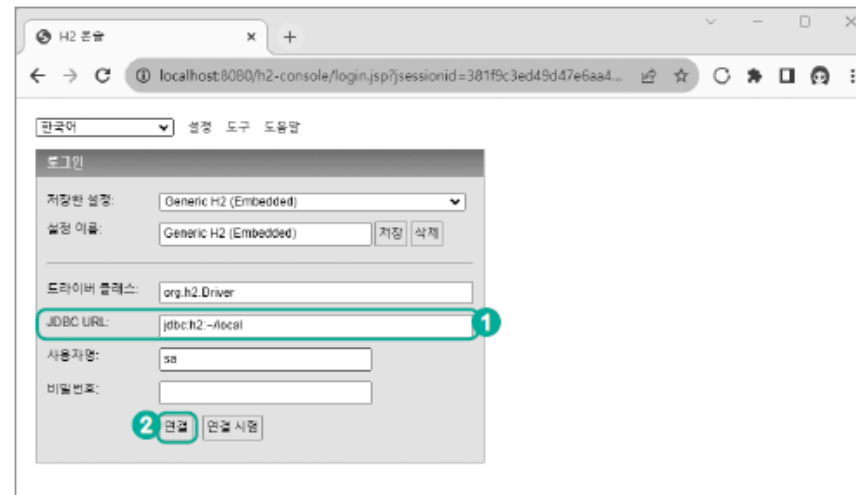 H2 콘솔
localhost:8080/h2-console/login.jsp?jsessionid=381f9c3ed49d47e6aa4...
한국어 설정 도구 도움말
로그인
저장한 설정: Generic H2 (Embedded)
설정 이름: Generic H2 (Embedded) 저장 삭제
드라이버 클래스: org.h2.Driver
JDBC URL: jdbc:h2:~/local 1
사용자명: sa
비밀번호:
2 연결 연결 시험